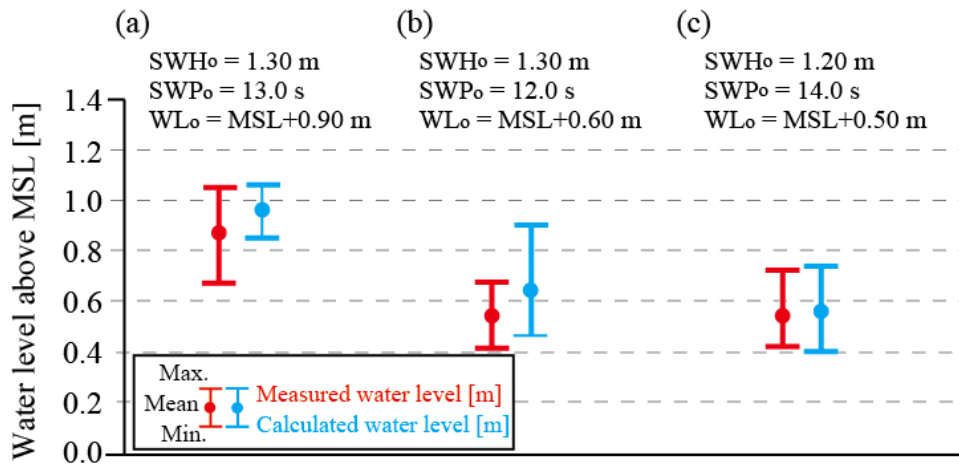 (a)
SWHo = 1.30 m
SWPo = 13.0 s
WLo = MSL+0.90 m
(b)
SWHo = 1.30 m
SWPo = 12.0 s
WLo = MSL+0.60 m
(c)
SWHo = 1.20 m
SWPo = 14.0 s
WLo = MSL+0.50 m
Water level above MSL [m]
1.4
1.2
1.0
0.8
0.6
0.4
0.2
0.0
Max.
Mean
Min.
Measured water level [m]
Calculated water level [m]